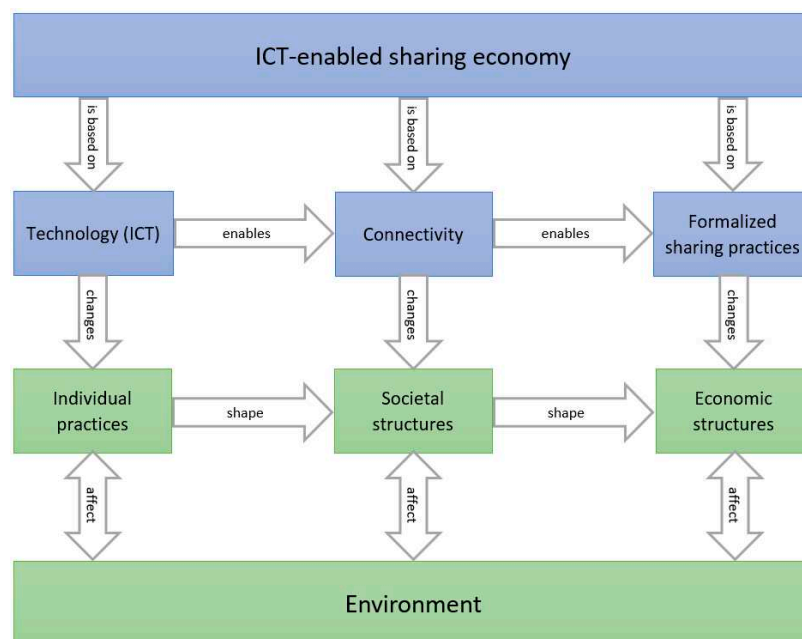 ICT-enabled sharing economy
is based on
is based on
is based on
Technology (ICT)
enables
Connectivity
enables
Formalized
sharing practices
changes
changes
changes
Individual
practices
shape
Societal
structures
shape
Economic
structures
affect
affect
affect
Environment